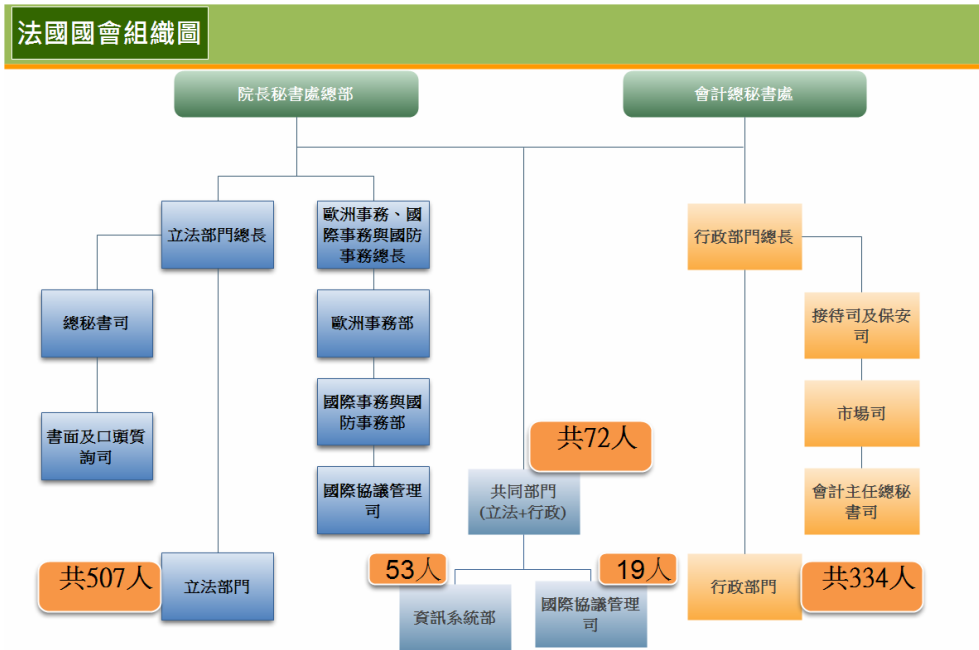 法國國會組織圖
院長秘書處總部
會計總秘書處
立法部門總長
歐洲事務、國
際事務與國防
事務總長
行政部門總長
總秘書司
歐洲事務部
接待司及保安
司
書面及口頭質
詢司
國際事務與國
防事務部
市場司
共72人
國際協議管理
司
共同部門
(立法+行政)
會計主任總秘
書司
共507人
立法部門
53人
資訊系統部
19人
國際協議管理
司
行政部門
共334人